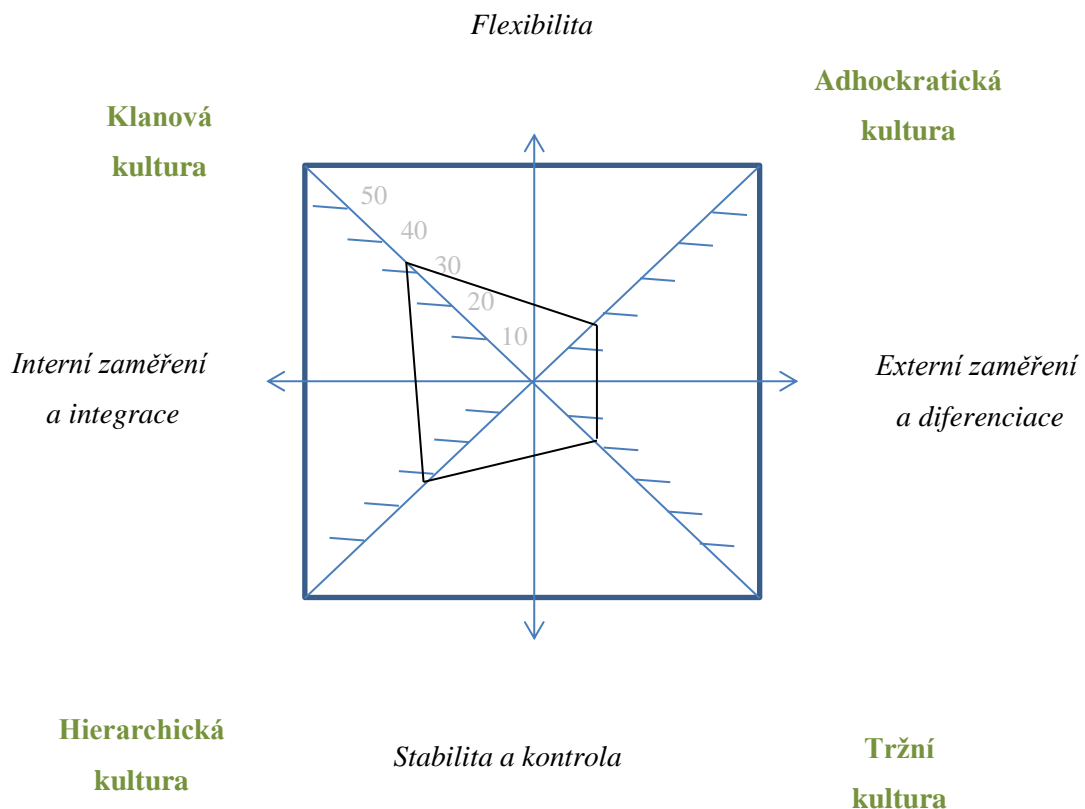 Flexibilita
Adhockratická
kultura
Klanová
kultura
50
40
30
20
10
Interní zaměření
a integrace
Externí zaměření
a diferenciace
Hierarchická
kultura
Stabilita a kontrola
Tržní
kultura